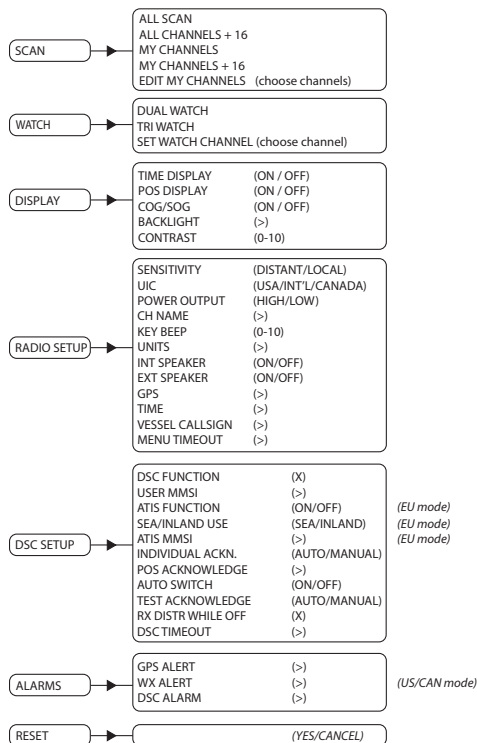 SCAN
ALL SCAN
ALL CHANNELS + 16
MY CHANNELS
MY CHANNELS + 16
EDIT MY CHANNELS (choose channels)
WATCH
DUAL WATCH
TRI WATCH
SET WATCH CHANNEL (choose channel)
DISPLAY
TIME DISPLAY (ON / OFF)
POS DISPLAY (ON / OFF)
COG/SOG (ON / OFF)
BACKLIGHT (>)
CONTRAST (0-10)
RADIO SETUP
SENSITIVITY (DISTANT/LOCAL)
UIC (USA/INT'L/CANADA)
POWER OUTPUT (HIGH/LOW)
CH NAME (>)
KEY BEEP (0-10)
UNITS (>)
INT SPEAKER (ON/OFF)
EXT SPEAKER (ON/OFF)
GPS (>)
TIME (>)
VESSEL CALLSIGN (>)
MENU TIMEOUT (>)
DSC SETUP
DSC FUNCTION (X)
USER MMSI (>)
ATIS FUNCTION (ON/OFF) (EU mode)
SEA/INLAND USE (SEA/INLAND) (EU mode)
ATIS MMSI (>) (EU mode)
INDIVIDUAL ACKN. (AUTO/MANUAL)
POS ACKNOWLEDGE (>)
AUTO SWITCH (ON/OFF)
TEST ACKNOWLEDGE (AUTO/MANUAL)
RX DISTR WHILE OFF (X)
DSC TIMEOUT (>)
ALARMS
GPS ALERT (>)
WX ALERT (>) (US/CAN mode)
DSC ALARM (>)
RESET
(YES/CANCEL)